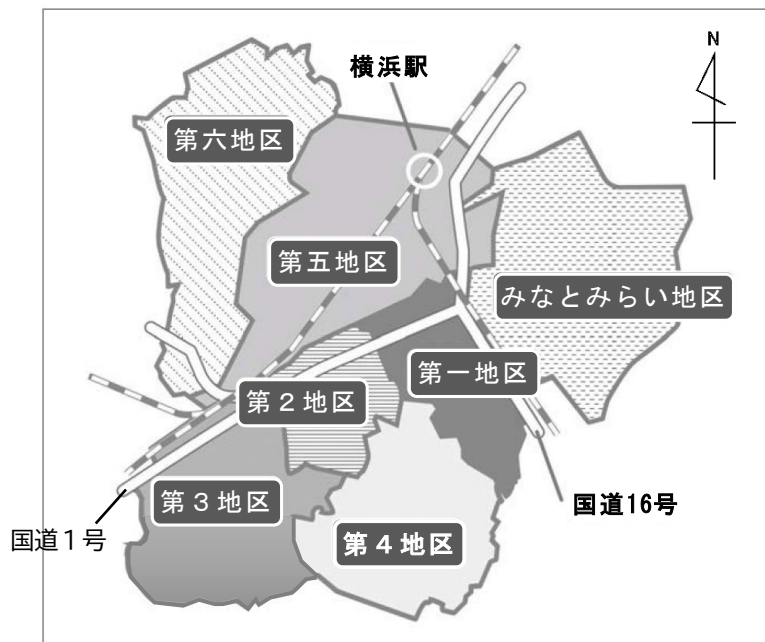 N
横浜駅
第六地区
第五地区
みなとみらい地区
第一地区
第２地区
第３地区
国道16号
国道１号
第４地区